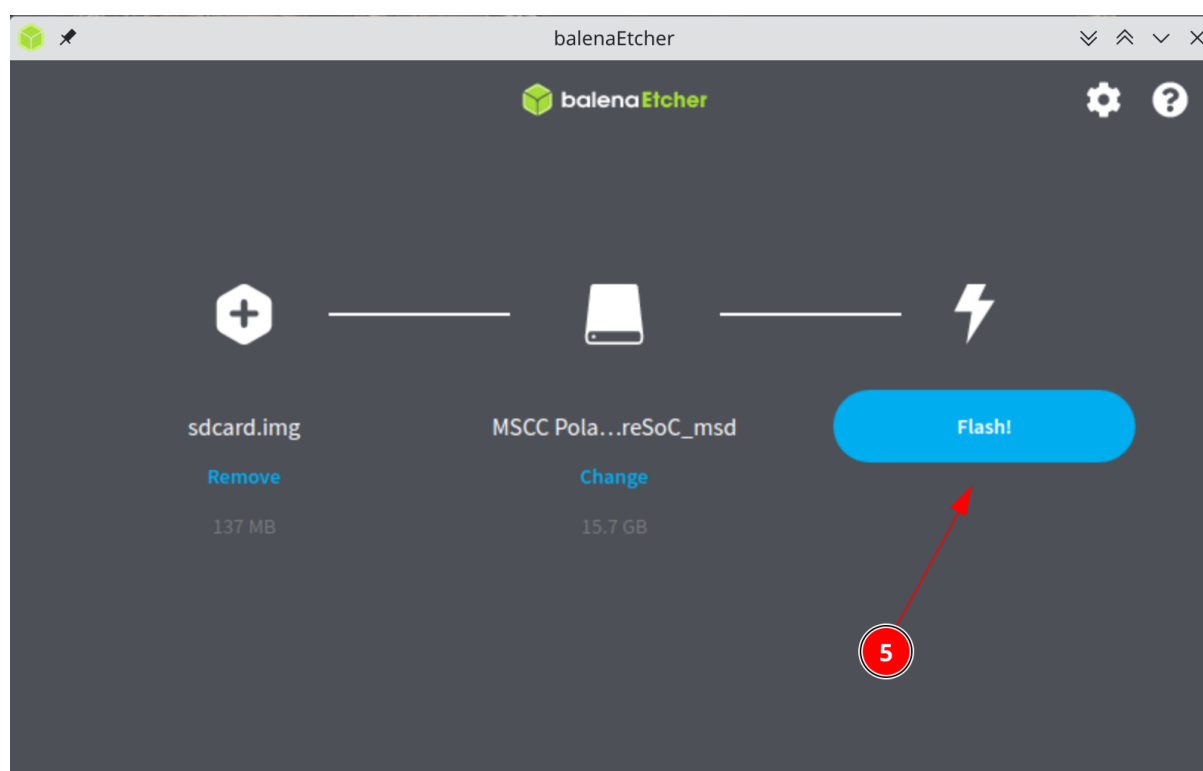 balenaEtcher
balenaEtcher
sdcard.img
MSCC Pola...reSoC_msd
Flash!
Remove
Change
137 MB
15.7 GB
5